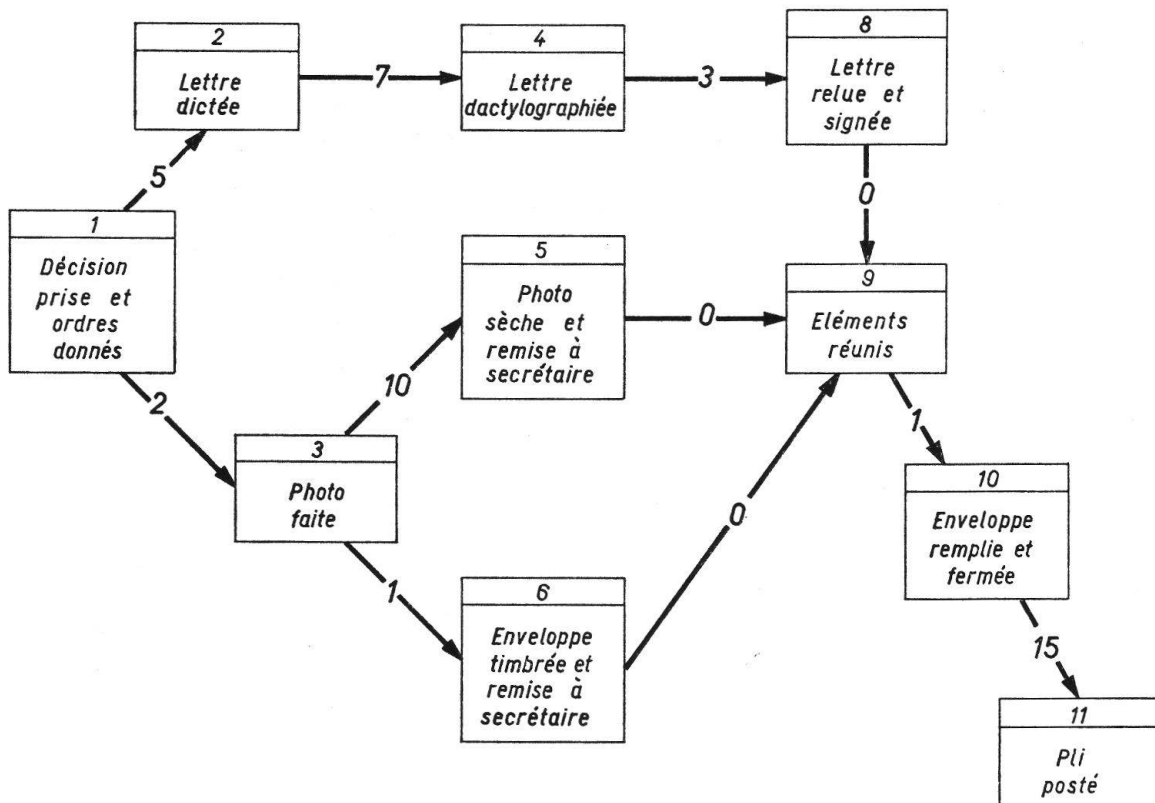 2
Lettre
dictée
7
4
Lettre
dactylographiée
3
8
Lettre
relue et
signée
5
0
1
Décision
prise et
ordres
donnés
5
Photo
sèche et
remise à
secrétaire
0
9
Eléments
réunis
2
10
3
Photo
faite
1
0
1
10
Enveloppe
remplie et
fermée
6
Enveloppe
timbrée et
remise à
secrétaire
15
11
Pli
posté